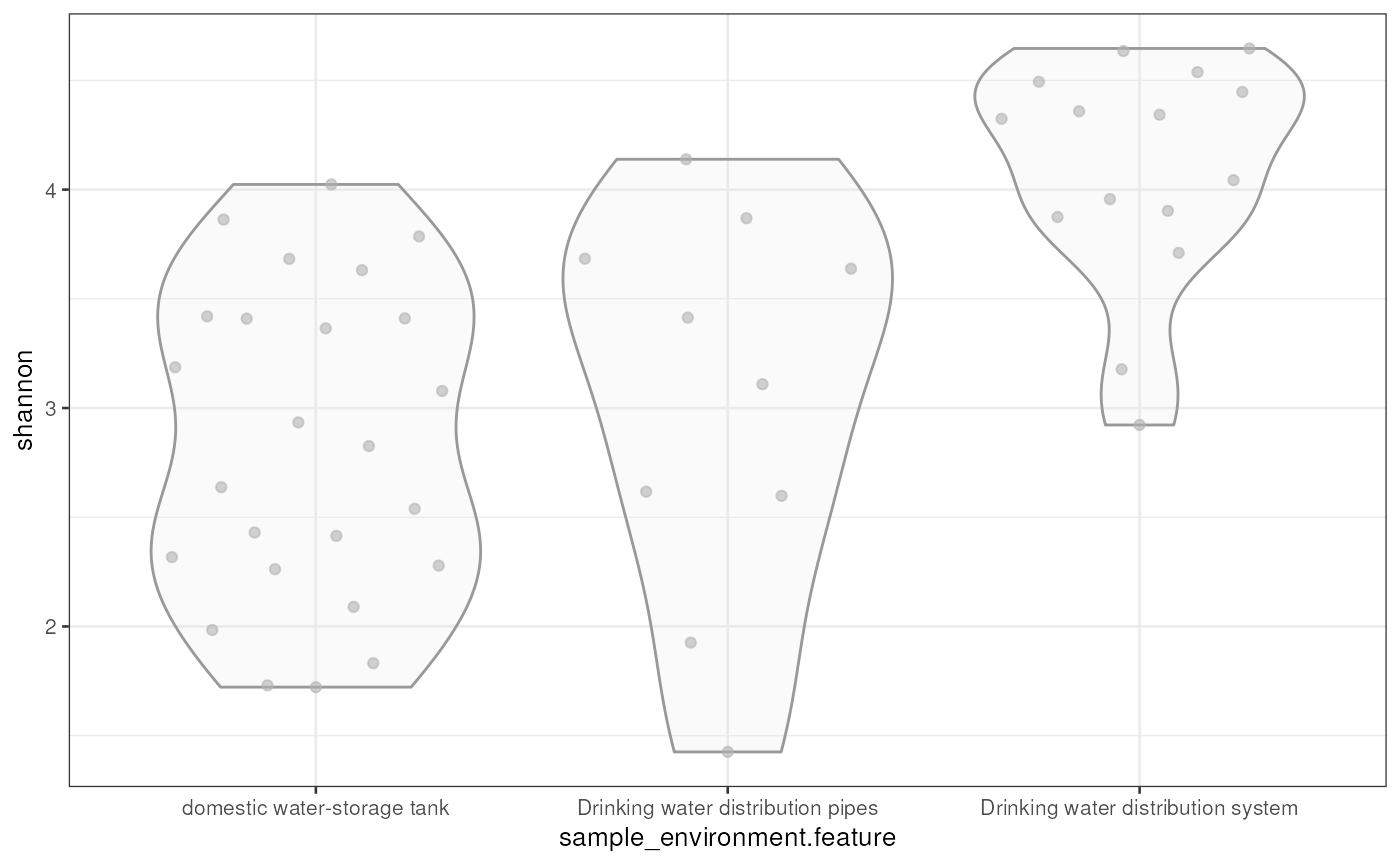 shannon
4
3
2
domestic water-storage tank
Drinking water distribution pipes
Drinking water distribution system
sample_environment.feature